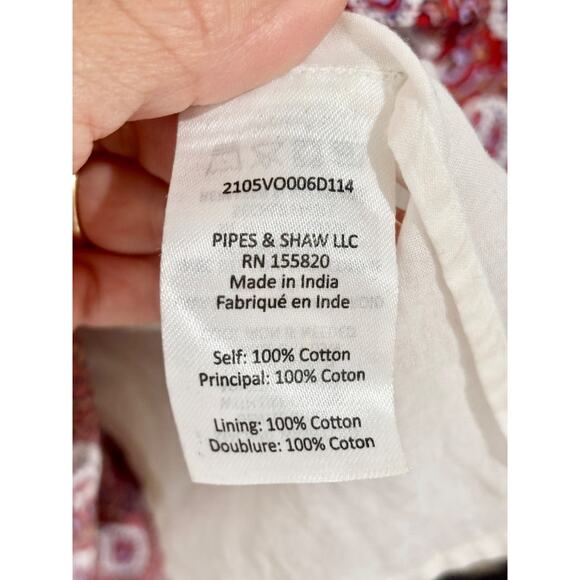 2105VO006D114
PIPES & SHAW LLC
RN 155820
Made in India
Fabriqué en Inde
Self: 100% Cotton
Principal: 100% Coton
Lining: 100% Cotton
Doublure: 100% Coton